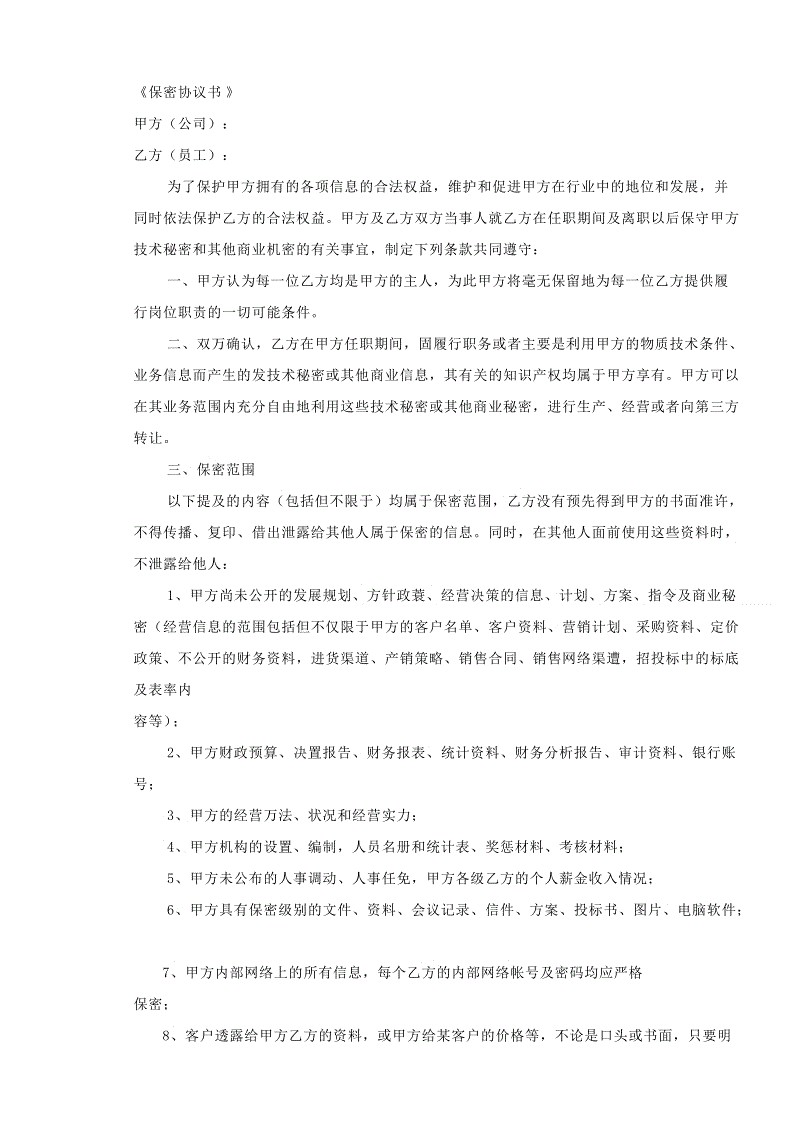 《保密协议书 》
甲方（公司）：
乙方（员工）：
为了保护甲方拥有的各项信息的合法权益，维护和促进甲方在行业中的地位和发展，并
同时依法保护乙方的合法权益。甲方及乙方双方当事人就乙方在任职期间及离职以后保守甲方
技术秘密和其他商业机密的有关事宜，制定下列条款共同遵守：
一、甲方认为每一位乙方均是甲方的主人，为此甲方将毫无保留地为每一位乙方提供履
行岗位职责的一切可能条件。
二、双万确认，乙方在甲方任职期间，固履行职务或者主要是利用甲方的物质技术条件、
业务信息而产生的发技术秘密或其他商业信息，其有关的知识产权均属于甲方享有。甲方可以
在其业务范围内充分自由地利用这些技术秘密或其他商业秘密，进行生产、经营或者向第三方
转让。
三、保密范围
以下提及的内容（包括但不限于）均属于保密范围，乙方没有预先得到甲方的书面准许，
不得传播、复印、借出泄露给其他人属于保密的信息。同时，在其他人面前使用这些资料时，
不泄露给他人：
1、甲方尚未公开的发展规划、方针政蓑、经营决策的信息、计划、方案、指令及商业秘
密（经营信息的范围包括但不仅限于甲方的客户名单、客户资料、营销计划、采购资料、定价
政策、不公开的财务资料，进货渠道、产销策略、销售合同、销售网络渠遭，招投标中的标底
及表率内
容等）；
2、甲方财政预算、决置报告、财务报表、统计资料、财务分析报告、审计资料、银行账
号；
3、甲方的经营万法、状况和经营实力；
4、甲方机构的设置、编制，人员名册和统计表、奖惩材料、考核材料；
5、甲方未公布的人事调动、人事任免，甲方各级乙方的个人薪金收入情况；
6、甲方具有保密级别的文件、资料、会议记录、信件、方案、投标书、图片、电脑软件；
7、甲方内部网络上的所有信息，每个乙方的内部网络帐号及密码均应严格
保密；
8、客户透露给甲方乙方的资料，或甲方给某客户的价格等，不论是口头或书面，只要明